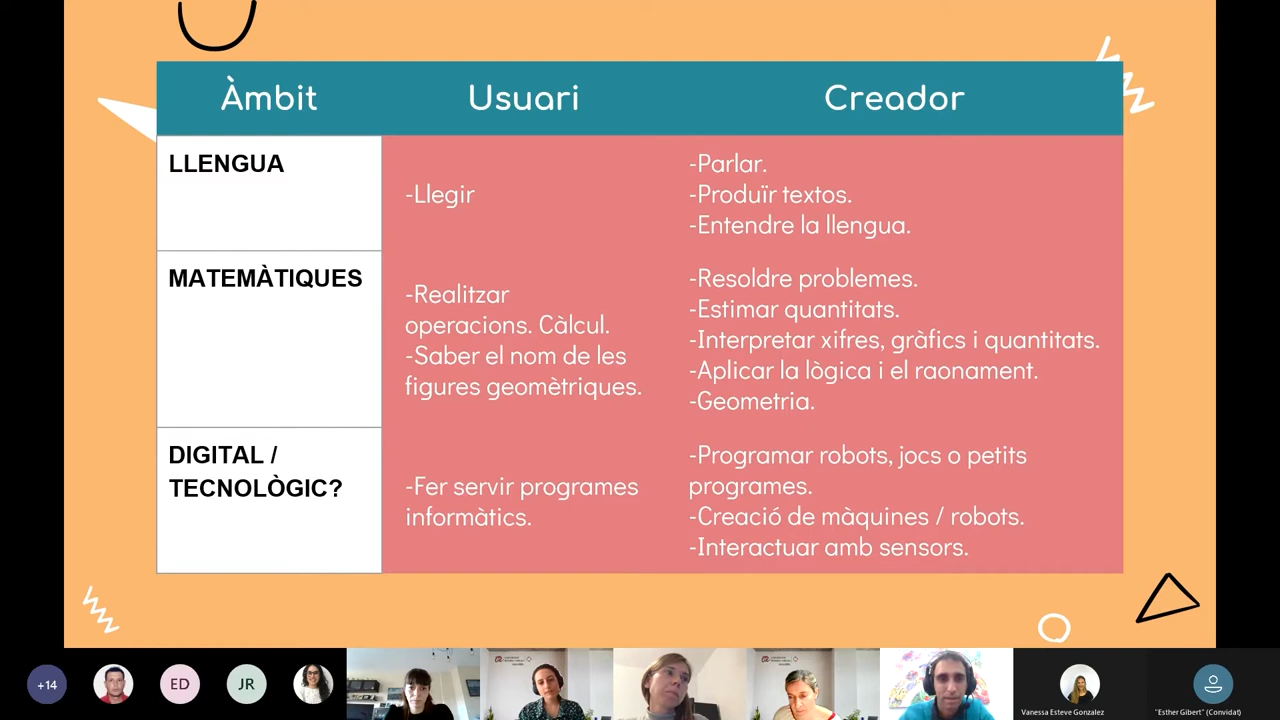 Àmbit
Usuari
Creador
LLENGUA
-Llegir
-Parlar.
-Produïr textos.
-Entendre la llengua.
MATEMÀTIQUES
-Realitzar
operacions. Càlcul.
-Saber el nom de les
figures geomètriques.
-Resoldre problemes.
-Estimar quantitats.
-Interpretar xifres, gràfics i quantitats.
-Aplicar la lògica i el raonament.
-Geometria.
DIGITAL /
TECNOLÒGIC?
-Fer servir programes
informàtics.
-Programar robots, jocs o petits
programes.
-Creació de màquines / robots.
-Interactuar amb sensors.
+14
ED
JR
Vanessa Esteve Gonzalez
"Esther Gibert" (Convidat)